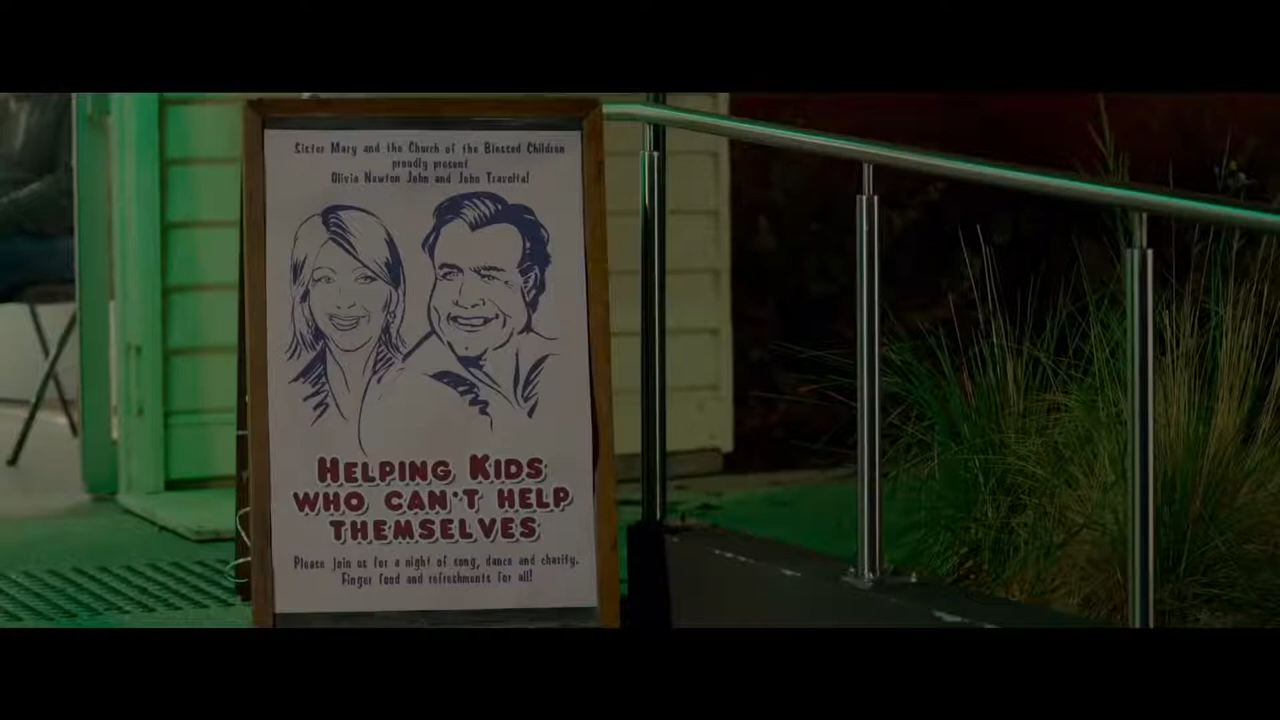 Sister Mary and the Church of the Blessed Children
proudly present
Olivia Newton John and John Travolta!
HELPING KIDS
WHO CAN'T HELP
THEMSELVES
Please join us for a night of song, dance and charity.
Finger food and refreshments for all!